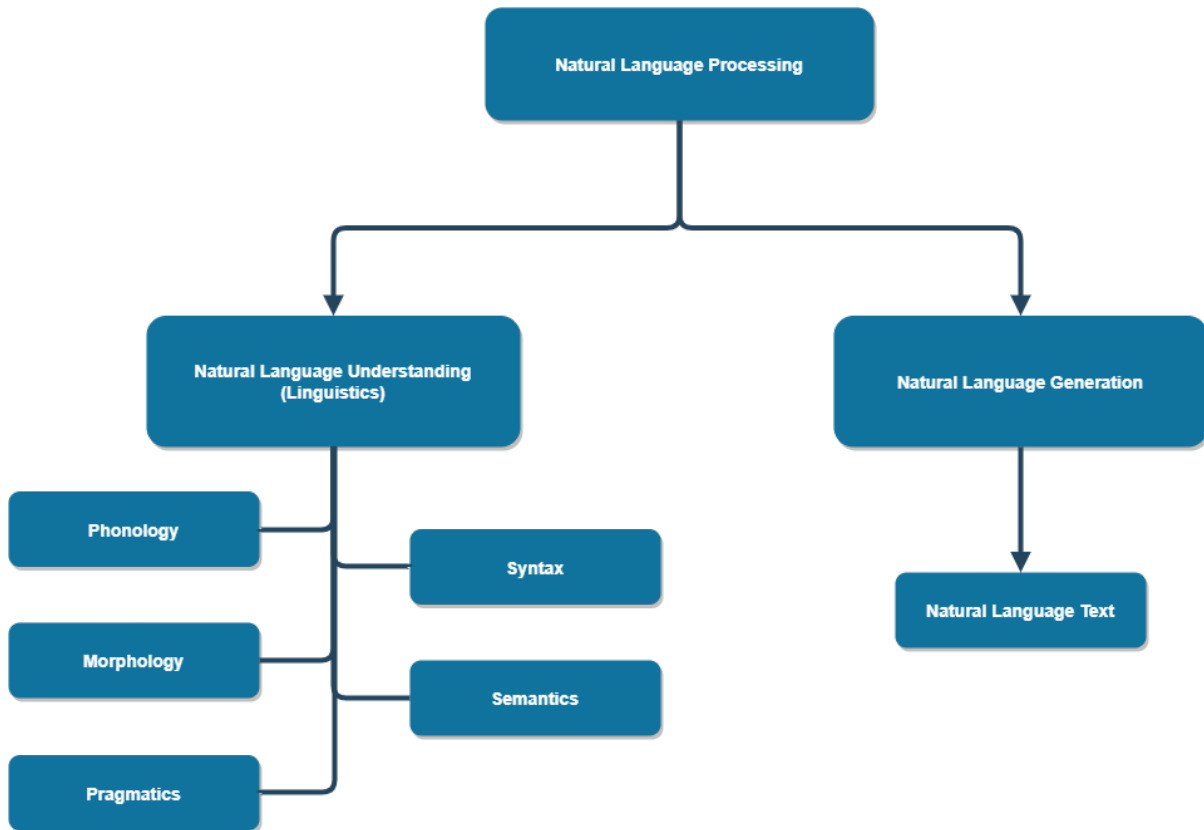 Natural Language Processing
Natural Language Understanding
(Linguistics)
Natural Language Generation
Phonology
Syntax
Natural Language Text
Morphology
Semantics
Pragmatics